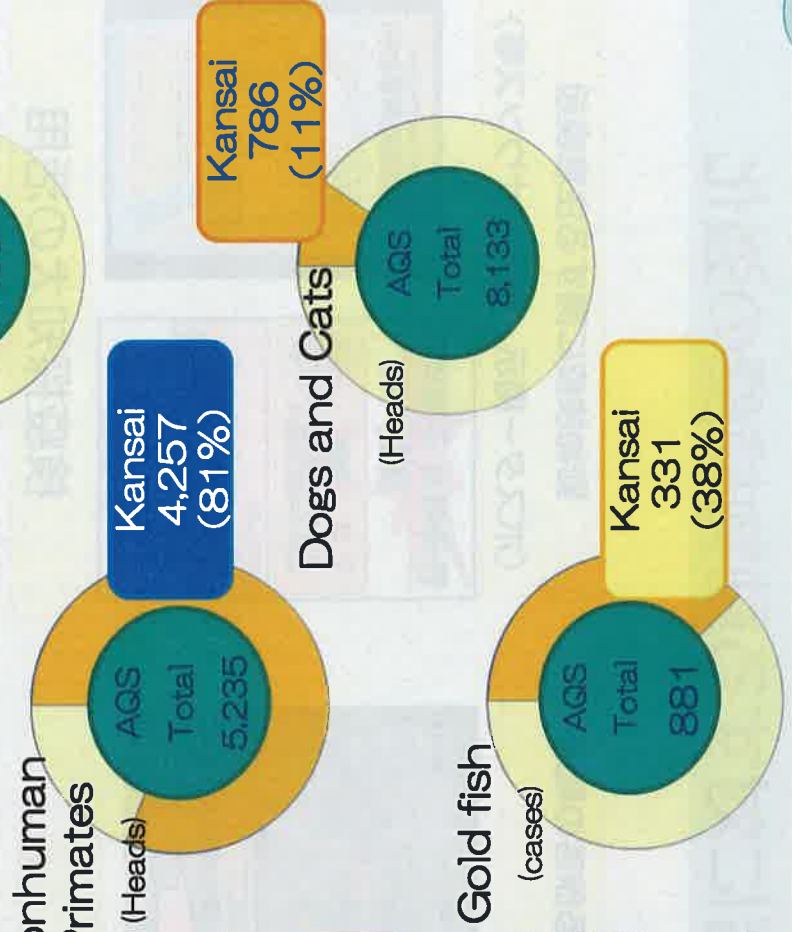 onhuman
Primates
(Heads)
AQS
Total
5,235
Kansai
4,257
(81%)
Dogs and Cats
(Heads)
AQS
Total
8,133
Kansai
786
(11%)
Gold fish
(cases)
AQS
Total
881
Kansai
331
(38%)